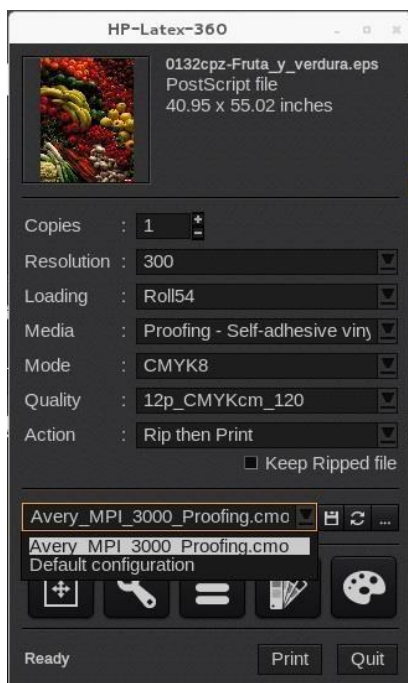 HP-Latex-360
0132cpz-Fruta_y_verdura.eps
PostScript file
40.95 x 55.02 inches
Copies : 1
Resolution : 300
Loading : Roll54
Media : Proofing - Self-adhesive viny
Mode : CMYK8
Quality : 12p_CMYKcm_120
Action : Rip then Print
Keep Ripped file
Avery_MPI_3000_Proofing.cmo ...
Avery_MPI_3000_Proofing.cmo
Default configuration
Ready Print Quit